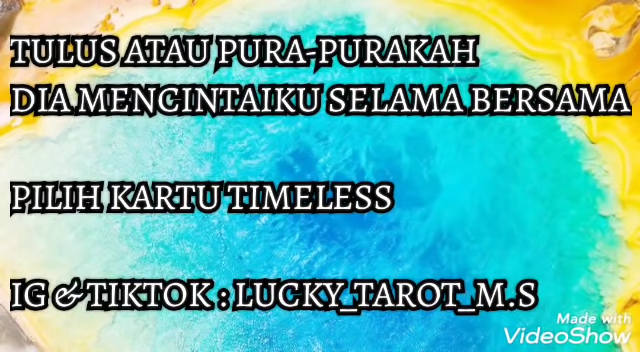 TULUS ATAU PURA-PURAKAH
DIA MENCINTAIKU SELAMA BERSAMA
PILIH KARTU TIMELESS
IG & TIKTOK : LUCKY_TAROT_M.S
Made with
VideoShow